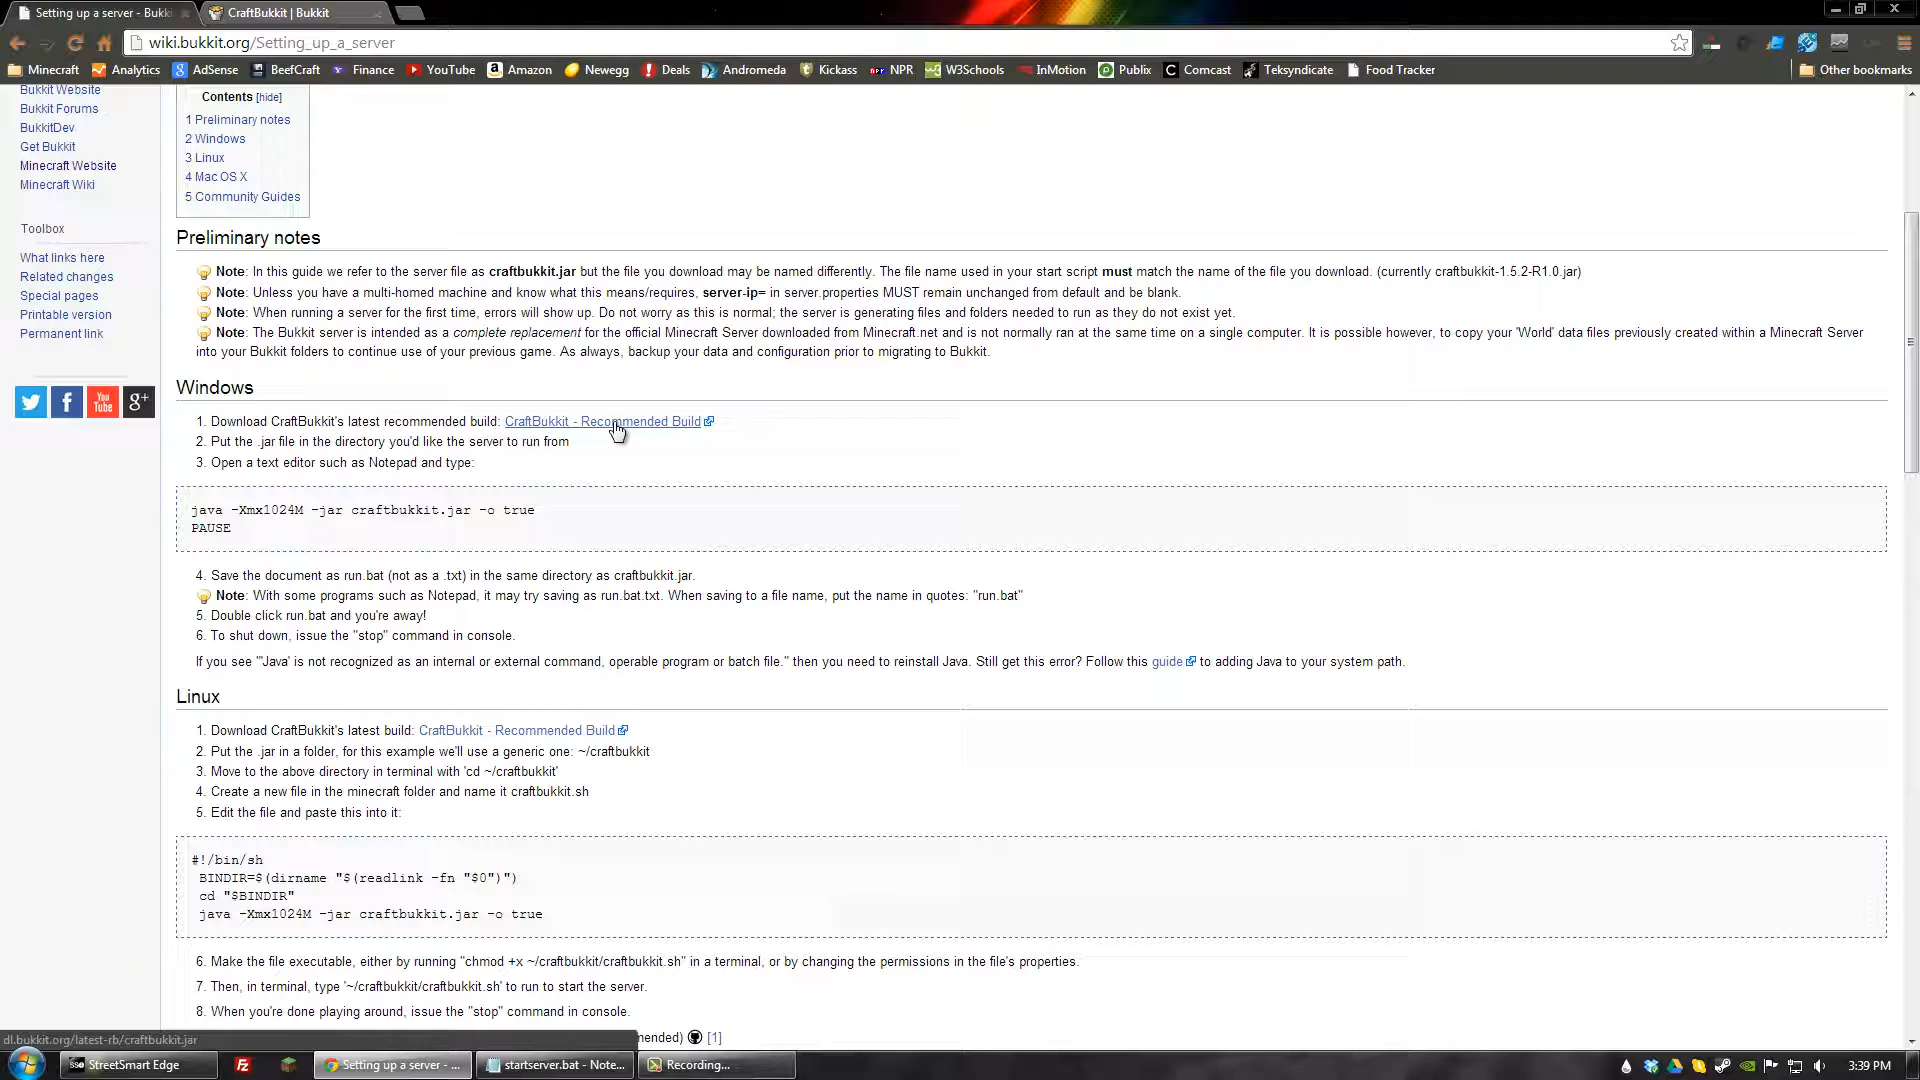 Setting up a server - Bukki
CraftBukkit | Bukkit
wiki.bukkit.org/Setting_up_a_server
Minecraft Analytics AdSense BeefCraft Finance YouTube Amazon Newegg Deals Andromeda Kickass NPR W3Schools InMotion Publix Comcast Teksyndicate Food Tracker Other bookmarks
Bukkit Website
Bukkit Forums
BukkitDev
Get Bukkit
Minecraft Website
Minecraft Wiki
Toolbox
What links here
Related changes
Special pages
Printable version
Permanent link
You
Tube
Contents [hide]
1 Preliminary notes
2 Windows
3 Linux
4 Mac OS X
5 Community Guides
Preliminary notes
Note: In this guide we refer to the server file as craftbukkit.jar but the file you download may be named differently. The file name used in your start script must match the name of the file you download. (currently craftbukkit-1.5.2-R1.0.jar)
Note: Unless you have a multi-homed machine and know what this means/requires, server-ip= in server.properties MUST remain unchanged from default and be blank.
Note: When running a server for the first time, errors will show up. Do not worry as this is normal; the server is generating files and folders needed to run as they do not exist yet.
Note: The Bukkit server is intended as a complete replacement for the official Minecraft Server downloaded from Minecraft.net and is not normally ran at the same time on a single computer. It is possible however, to copy your 'World' data files previously created within a Minecraft Server
into your Bukkit folders to continue use of your previous game. As always, backup your data and configuration prior to migrating to Bukkit.
Windows
1. Download CraftBukkit's latest recommended build: CraftBukkit - Recommended Build
2. Put the .jar file in the directory you'd like the server to run from
3. Open a text editor such as Notepad and type:
java -Xmx1024M -jar craftbukkit.jar -o true
PAUSE
4. Save the document as run.bat (not as a .txt) in the same directory as craftbukkit.jar.
Note: With some programs such as Notepad, it may try saving as run.bat.txt. When saving to a file name, put the name in quotes: "run.bat"
5. Double click run.bat and you're away!
6. To shut down, issue the "stop" command in console.
If you see "'Java' is not recognized as an internal or external command, operable program or batch file." then you need to reinstall Java. Still get this error? Follow this guide to adding Java to your system path.
Linux
1. Download CraftBukkit's latest build: CraftBukkit - Recommended Build
2. Put the .jar in a folder, for this example we'll use a generic one: ~/craftbukkit
3. Move to the above directory in terminal with 'cd ~/craftbukkit'
4. Create a new file in the minecraft folder and name it craftbukkit.sh
5. Edit the file and paste this into it:
#!/bin/sh
BINDIR=$(dirname "$(readlink -fn "$0")")
cd "$BINDIR"
java -Xmx1024M -jar craftbukkit.jar -o true
6. Make the file executable, either by running "chmod +x ~/craftbukkit/craftbukkit.sh" in a terminal, or by changing the permissions in the file's properties.
7. Then, in terminal, type '~/craftbukkit/craftbukkit.sh' to run to start the server.
8. When you're done playing around, issue the "stop" command in console.
mended) [1]
dl.bukkit.org/latest-rb/craftbukkit.jar
StreetSmart Edge Setting up a server - ... startserver.bat - Note... Recording... 3:39 PM